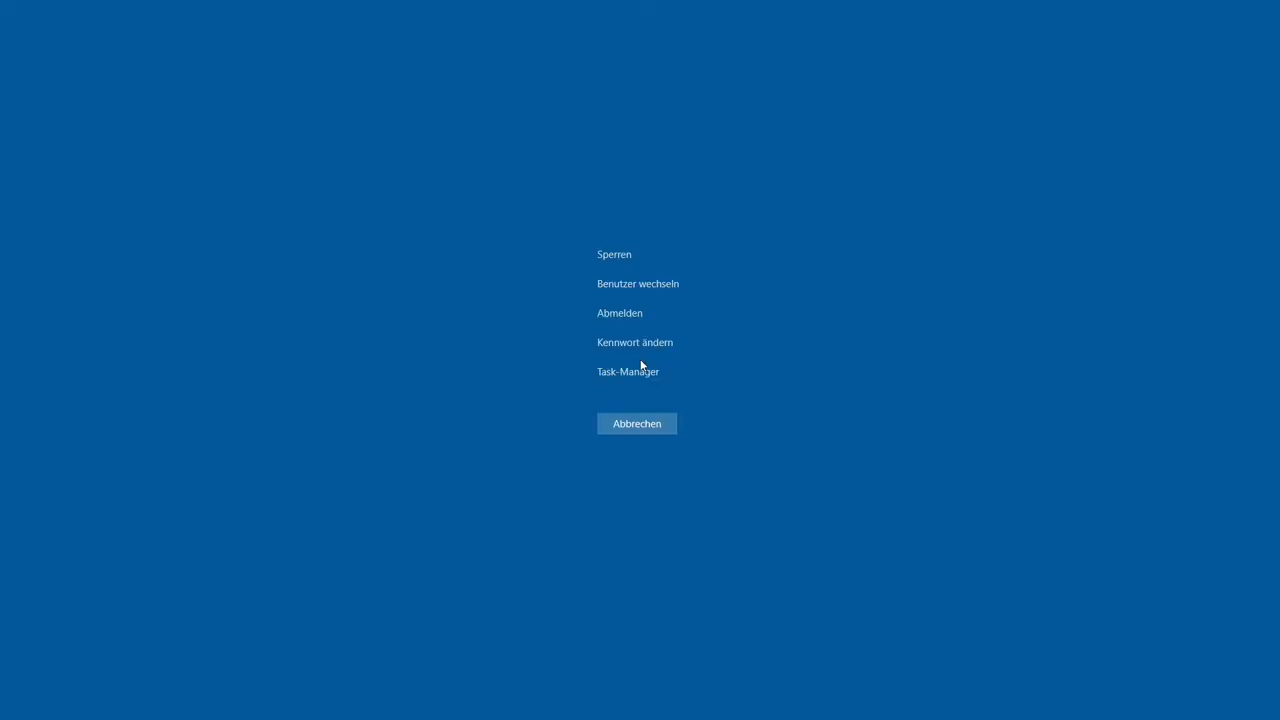 Sperren
Benutzer wechseln
Abmelden
Kennwort ändern
Task-Manager
Abbrechen